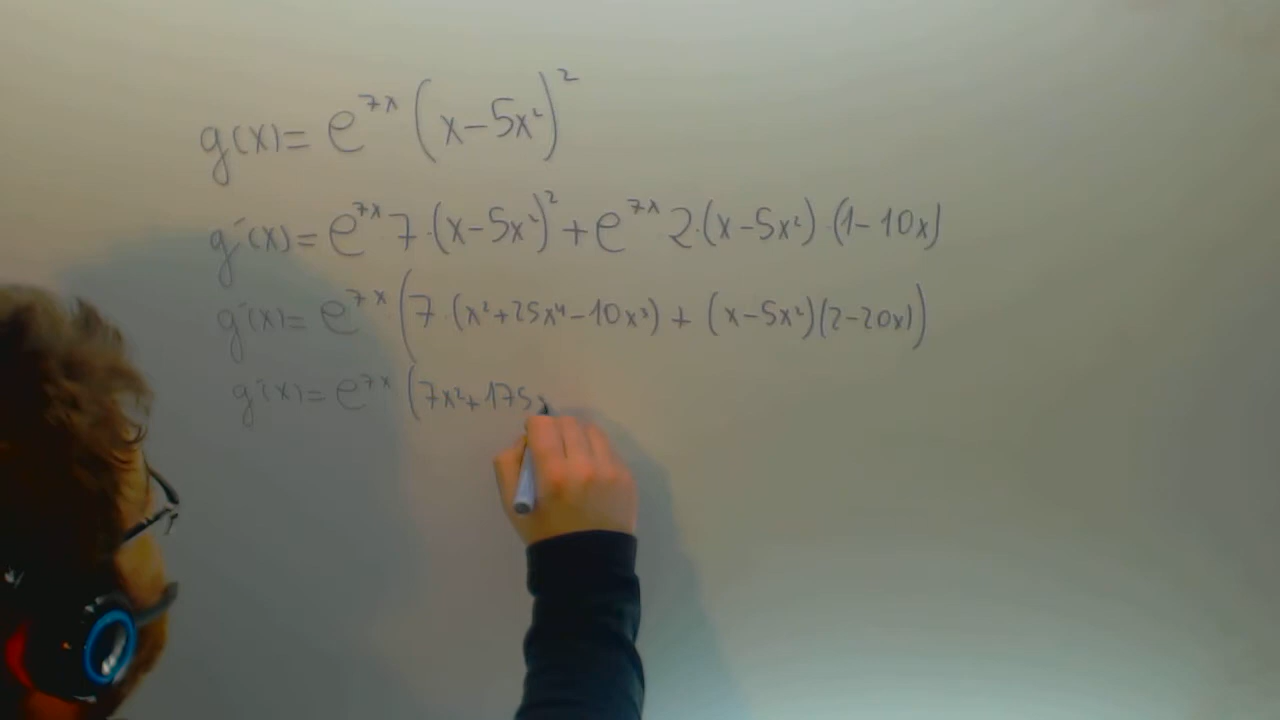 g(x)= e^{7x} (x-5x²)²
g´(x)= e^{7x} 7·(x-5x²)² + e^{7x} 2·(x-5x²)·(1-10x)
g´(x)= e^{7x} (7·(x²+25x⁴-10x³) + (x-5x²)(2-20x))
g´(x)= e^{7x} (7x²+175x